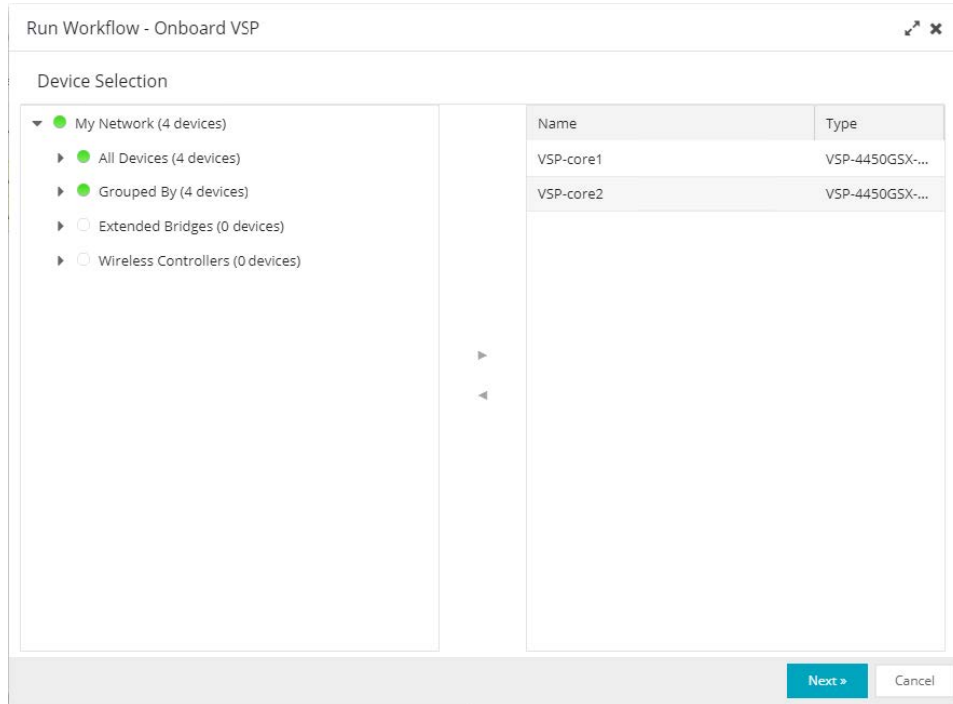 Run Workflow - Onboard VSP
Device Selection
My Network (4 devices)
All Devices (4 devices)
Grouped By (4 devices)
Extended Bridges (0 devices)
Wireless Controllers (0 devices)
Name Type
VSP-core1 VSP-4450GSX-...
VSP-core2 VSP-4450GSX-...
Next » Cancel